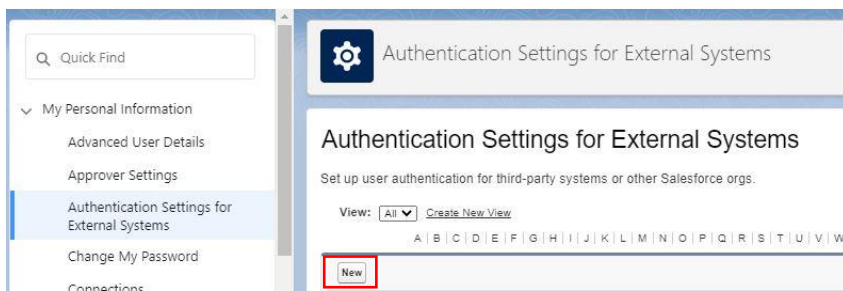 Quick Find
My Personal Information
Advanced User Details
Approver Settings
Authentication Settings for
External Systems
Change My Password
Connections
Authentication Settings for External Systems
Authentication Settings for External Systems
Set up user authentication for third-party systems or other Salesforce orgs.
View: All Create New View
A | B | C | D | E | F | G | H | I | J | K | L | M | N | O | P | Q | R | S | T | U | V | W
New